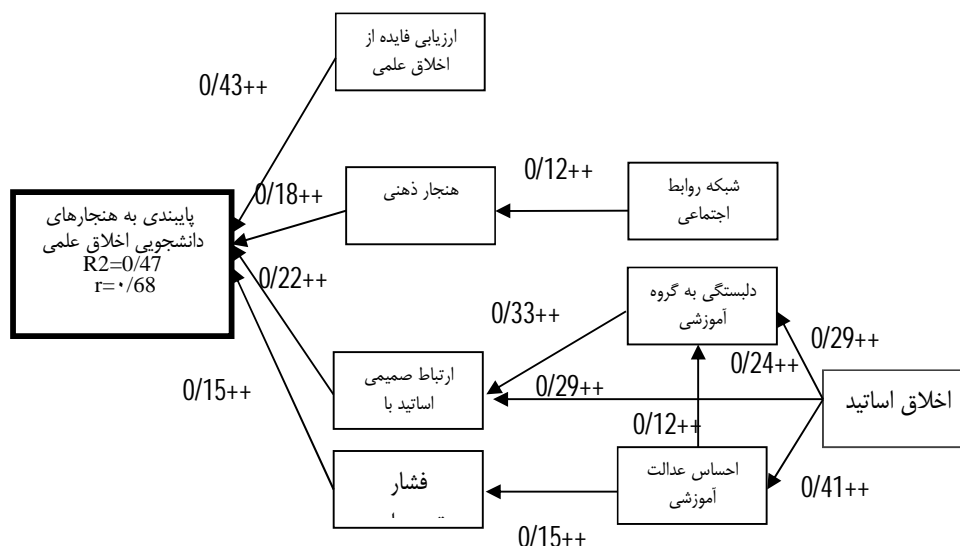 ارزیابی فایده از
اخلاق علمی
0/43++
0/12++
شبکه روابط
اجتماعی
هنجار ذهنی
0/18++
پایبندی به هنجارهای
دانشجویی اخلاق علمی
R2=0/47
r=۰/68
0/22++
دلبستگی به گروه
آموزشی
0/33++
0/29++
0/24++
ارتباط صمیمی
اساتید با
0/29++
0/15++
اخلاق اساتید
0/12++
احساس عدالت
آموزشی
فشار
0/41++
0/15++